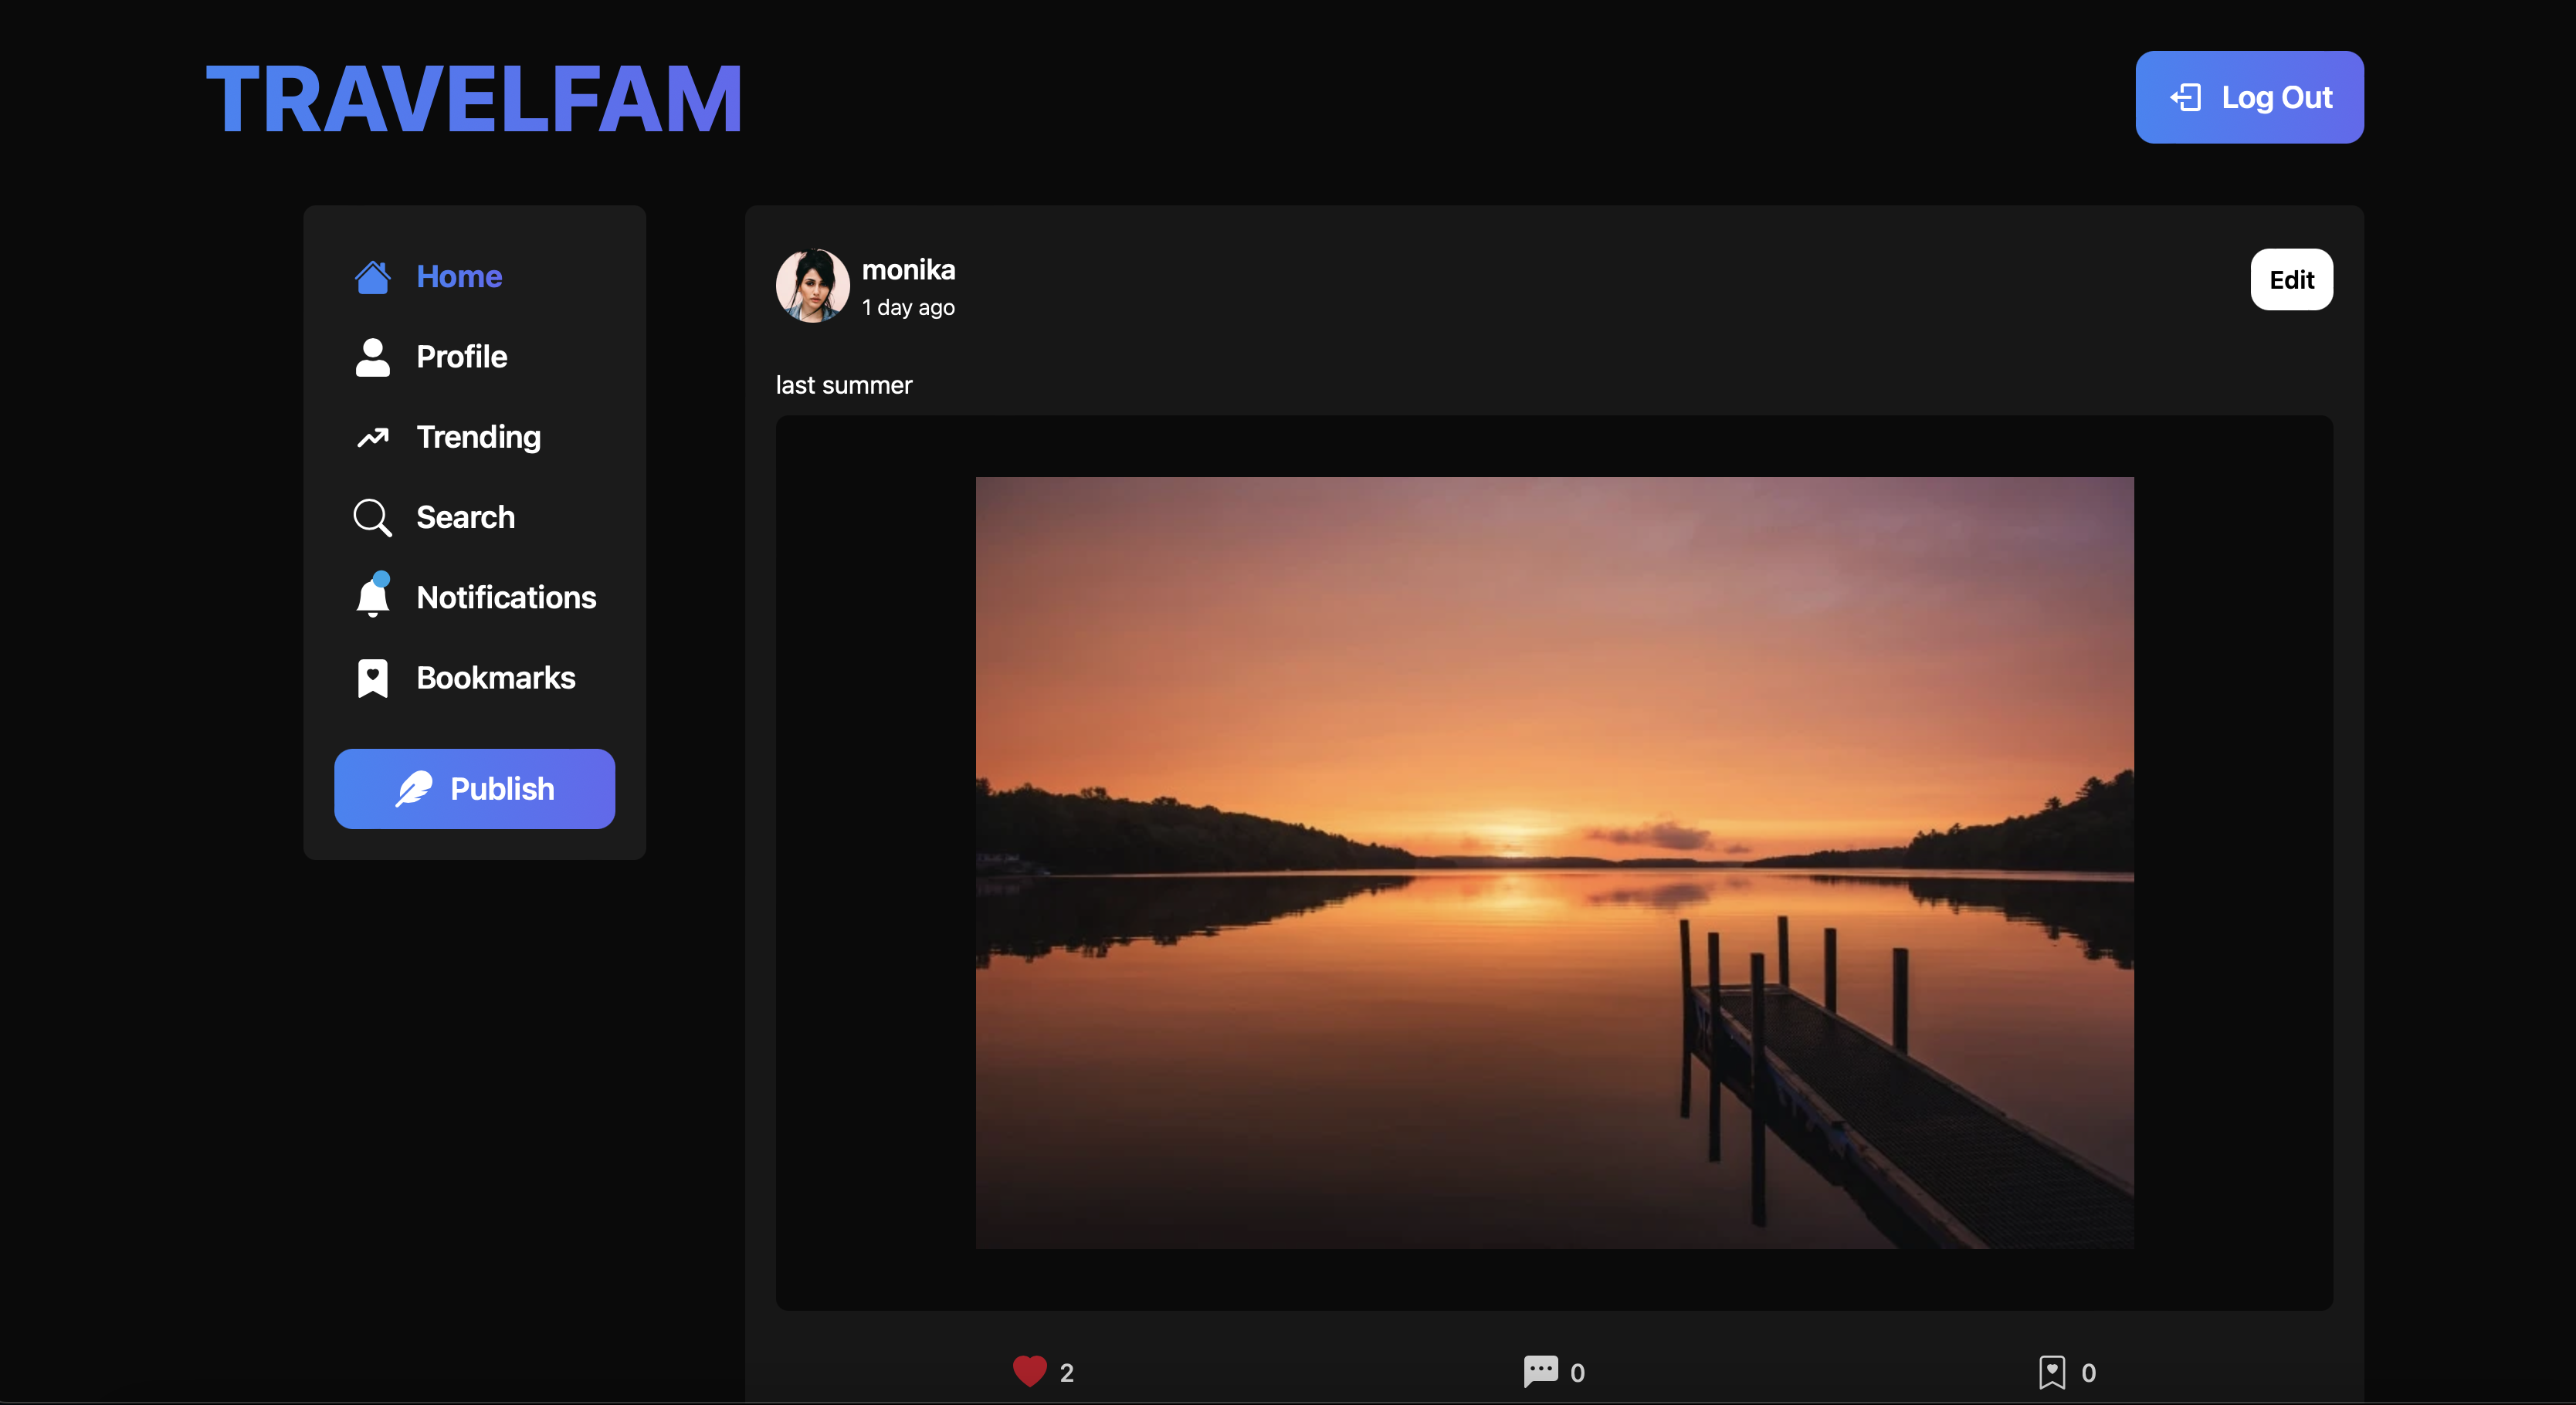 TRAVELFAM
Log Out
Home
Profile
Trending
Search
Notifications
Bookmarks
Publish
monika
1 day ago
Edit
last summer
2
0
0